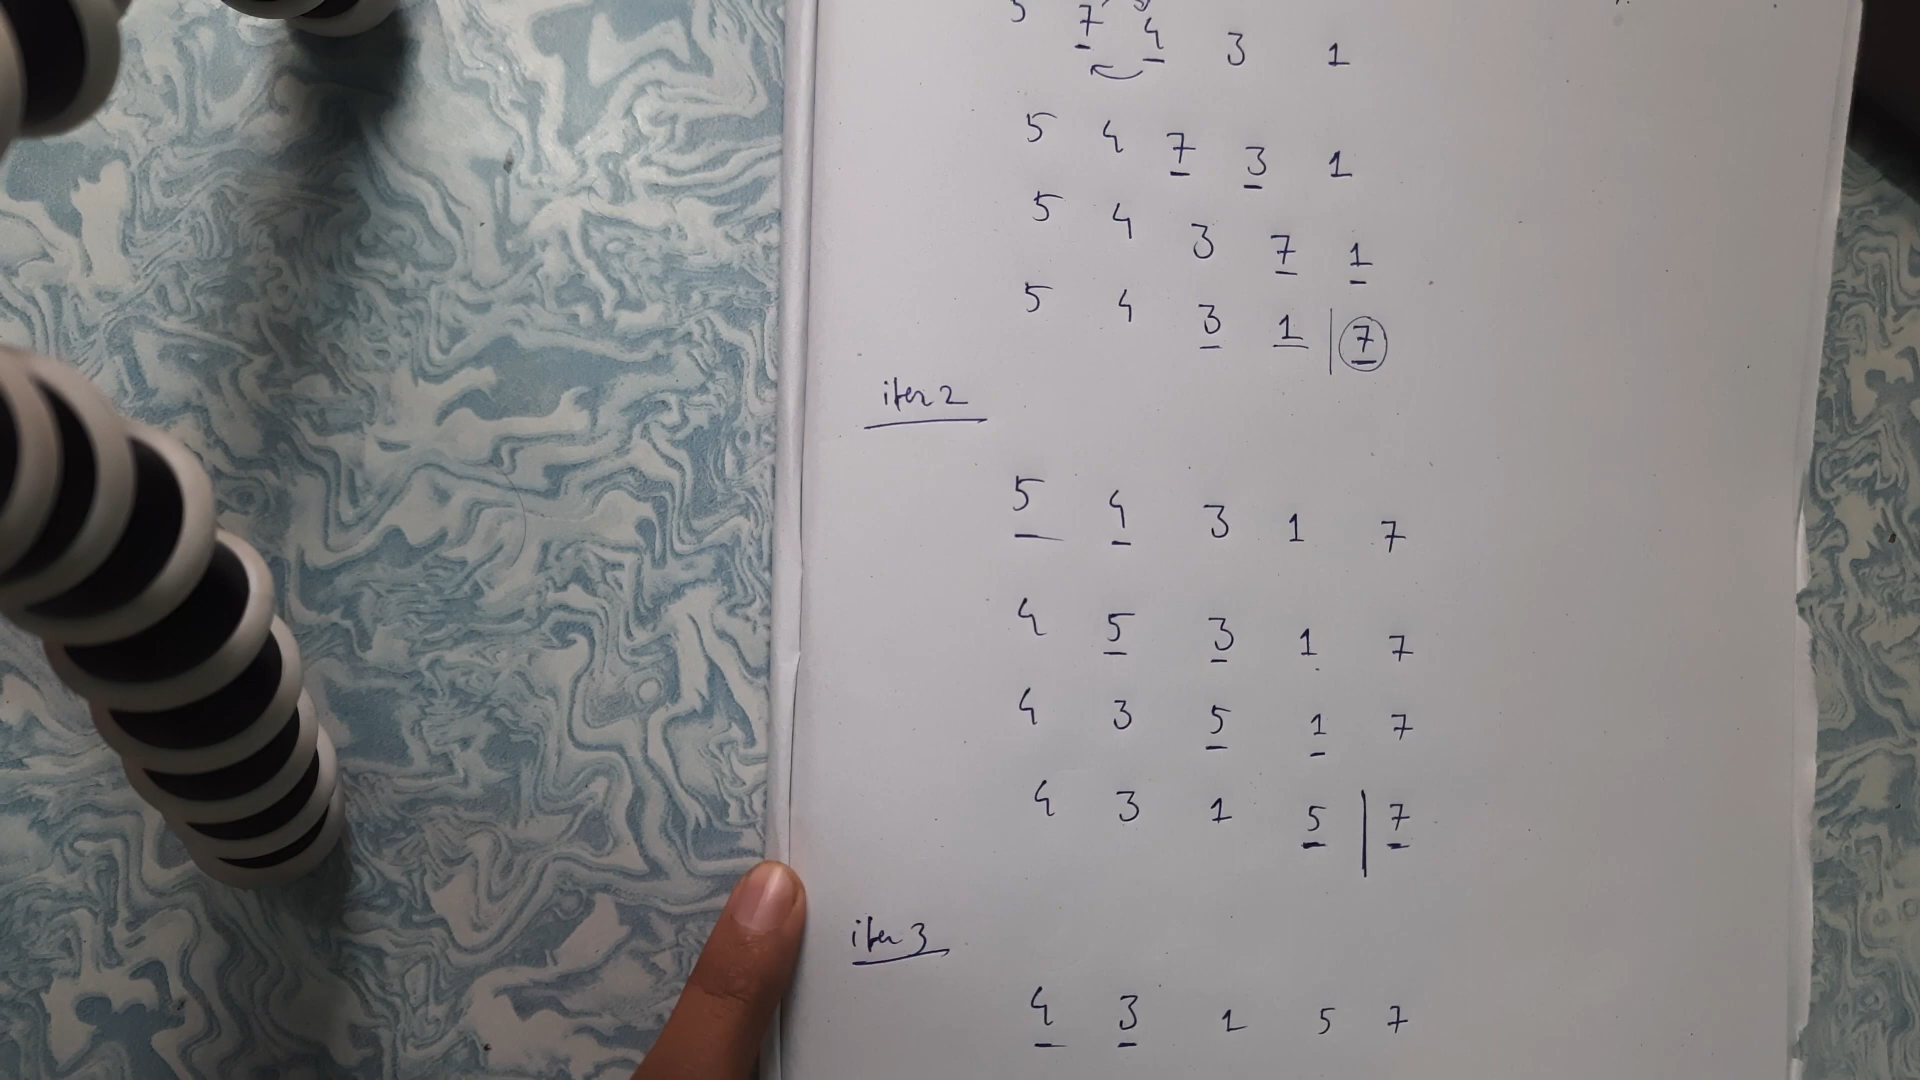 5 7 4 3 1
5 4 7 3 1
5 4 3 7 1
5 4 3 1 | 7
iter 2
5 4 3 1 7
4 5 3 1 7
4 3 5 1 7
4 3 1 5 | 7
iter 3
4 3 1 5 7